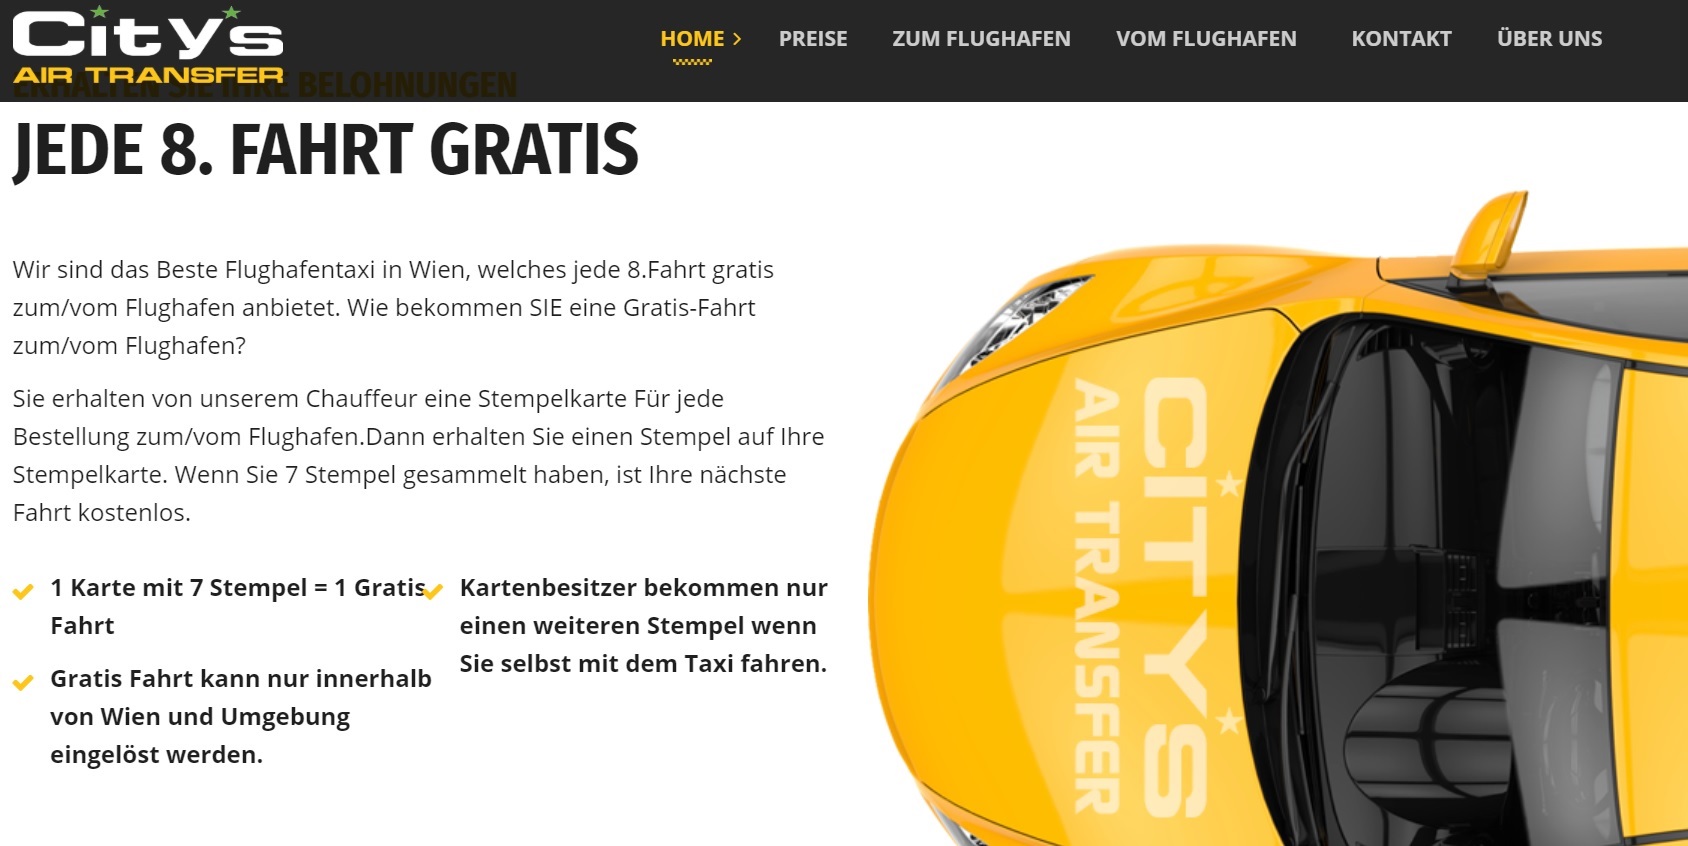 Citys
AIR TRANSFER
HOME PREISE ZUM FLUGHAFEN VOM FLUGHAFEN KONTAKT ÜBER UNS
ERHALTEN SIE IHRE BELOHNUNGEN
JEDE 8. FAHRT GRATIS
Wir sind das Beste Flughafentaxi in Wien, welches jede 8.Fahrt gratis
zum/vom Flughafen anbietet. Wie bekommen SIE eine Gratis-Fahrt
zum/vom Flughafen?
Sie erhalten von unserem Chauffeur eine Stempelkarte Für jede
Bestellung zum/vom Flughafen.Dann erhalten Sie einen Stempel auf Ihre
Stempelkarte. Wenn Sie 7 Stempel gesammelt haben, ist Ihre nächste
Fahrt kostenlos.
1 Karte mit 7 Stempel = 1 Gratis
Fahrt
Gratis Fahrt kann nur innerhalb
von Wien und Umgebung
eingelöst werden.
Kartenbesitzer bekommen nur
einen weiteren Stempel wenn
Sie selbst mit dem Taxi fahren.
CITYS
AIR TRANSFER